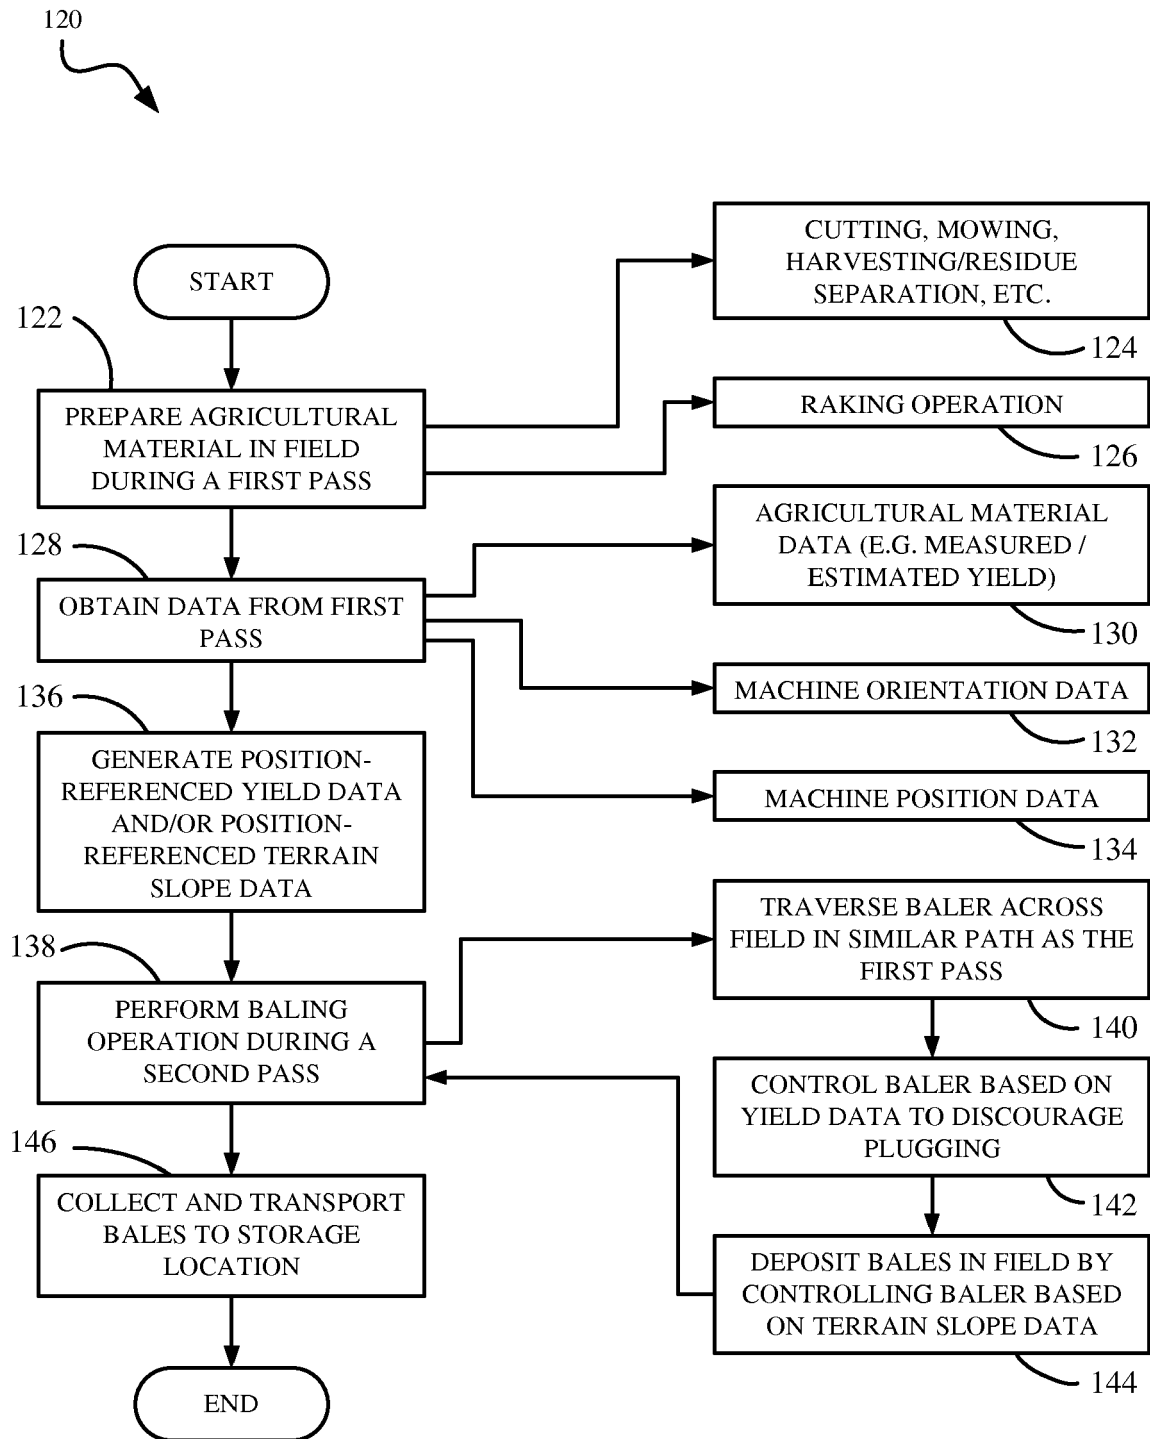 120
START
122
PREPARE AGRICULTURAL
MATERIAL IN FIELD
DURING A FIRST PASS
CUTTING, MOWING,
HARVESTING/RESIDUE
SEPARATION, ETC.
124
RAKING OPERATION
126
128
OBTAIN DATA FROM FIRST
PASS
AGRICULTURAL MATERIAL
DATA (E.G. MEASURED /
ESTIMATED YIELD)
130
MACHINE ORIENTATION DATA
132
MACHINE POSITION DATA
134
136
GENERATE POSITION-
REFERENCED YIELD DATA
AND/OR POSITION-
REFERENCED TERRAIN
SLOPE DATA
138
PERFORM BALING
OPERATION DURING A
SECOND PASS
TRAVERSE BALER ACROSS
FIELD IN SIMILAR PATH AS THE
FIRST PASS
140
CONTROL BALER BASED ON
YIELD DATA TO DISCOURAGE
PLUGGING
142
DEPOSIT BALES IN FIELD BY
CONTROLLING BALER BASED
ON TERRAIN SLOPE DATA
144
146
COLLECT AND TRANSPORT
BALES TO STORAGE
LOCATION
END